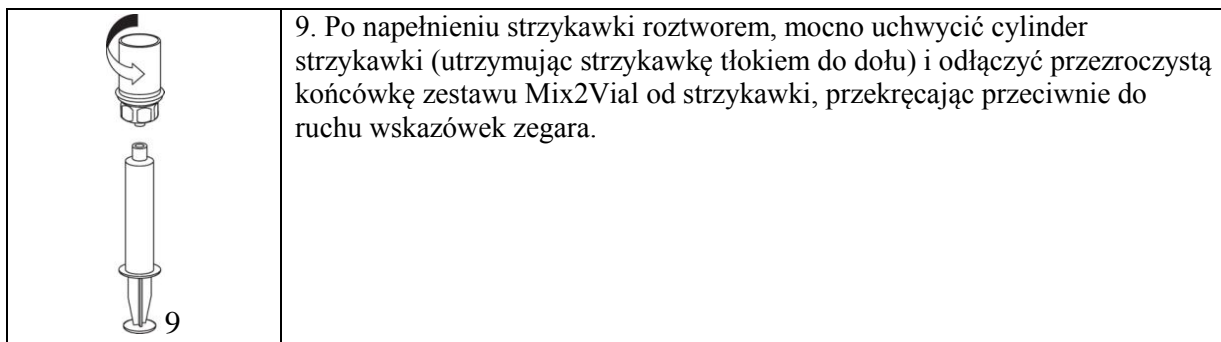 9. Po napełnieniu strzykawki roztworem, mocno uchwycić cylinder
strzykawki (utrzymując strzykawkę tłokiem do dołu) i odłączyć przezroczystą
końcówkę zestawu Mix2Vial od strzykawki, przekręcając przeciwnie do
ruchu wskazówek zegara.
9